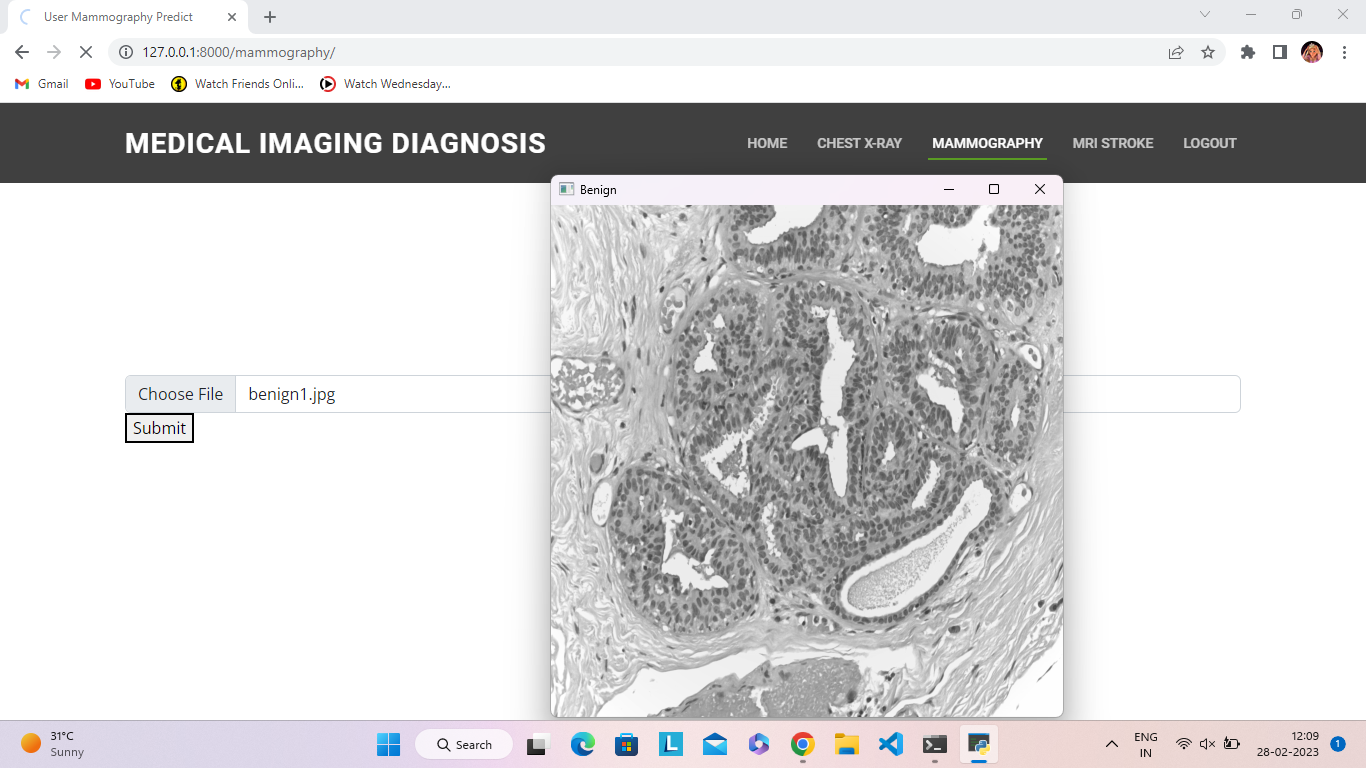 User Mammography Predict
127.0.0.1:8000/mammography/
Gmail YouTube Watch Friends Onli... Watch Wednesday...
MEDICAL IMAGING DIAGNOSIS HOME CHEST X-RAY MAMMOGRAPHY MRI STROKE LOGOUT
Benign
Choose File benign1.jpg
Submit
31°C
Sunny
Search
ENG
IN
12:09
28-02-2023
1